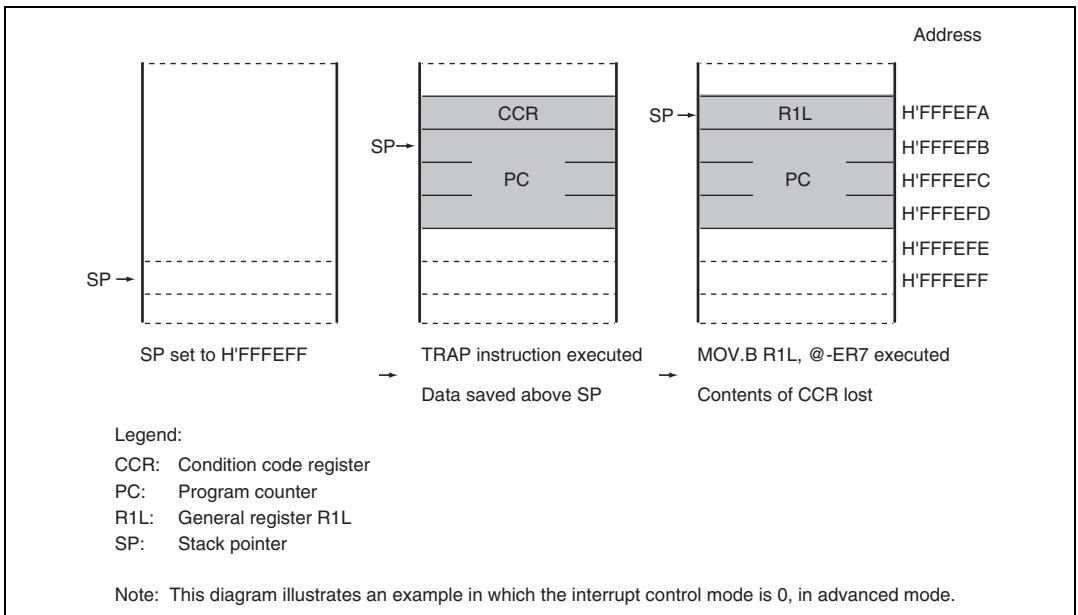 Address
CCR
R1L
H'FFFEFA
SP
SP
H'FFFEFB
PC
PC
H'FFFEFC
H'FFFEFD
H'FFFEFE
SP
H'FFFEFF
SP set to H'FFFEFF
TRAP instruction executed
MOV.B R1L, @-ER7 executed
Data saved above SP
Contents of CCR lost
Legend:
CCR: Condition code register
PC: Program counter
R1L: General register R1L
SP: Stack pointer
Note: This diagram illustrates an example in which the interrupt control mode is 0, in advanced mode.